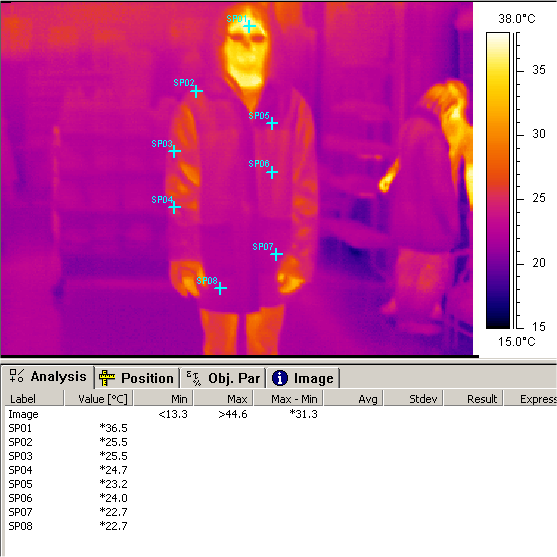 38.0°C
SP01
35
SP02
SP05
30
SP03
SP06
25
SP04
SP07
20
SP08
15
15.0°C
Analysis Position Obj. Par Image
Label Value [°C] Min Max Max - Min Avg Stdev Result Express
Image <13.3 >44.6 *31.3
SP01 *36.5
SP02 *25.5
SP03 *25.5
SP04 *24.7
SP05 *23.2
SP06 *24.0
SP07 *22.7
SP08 *22.7